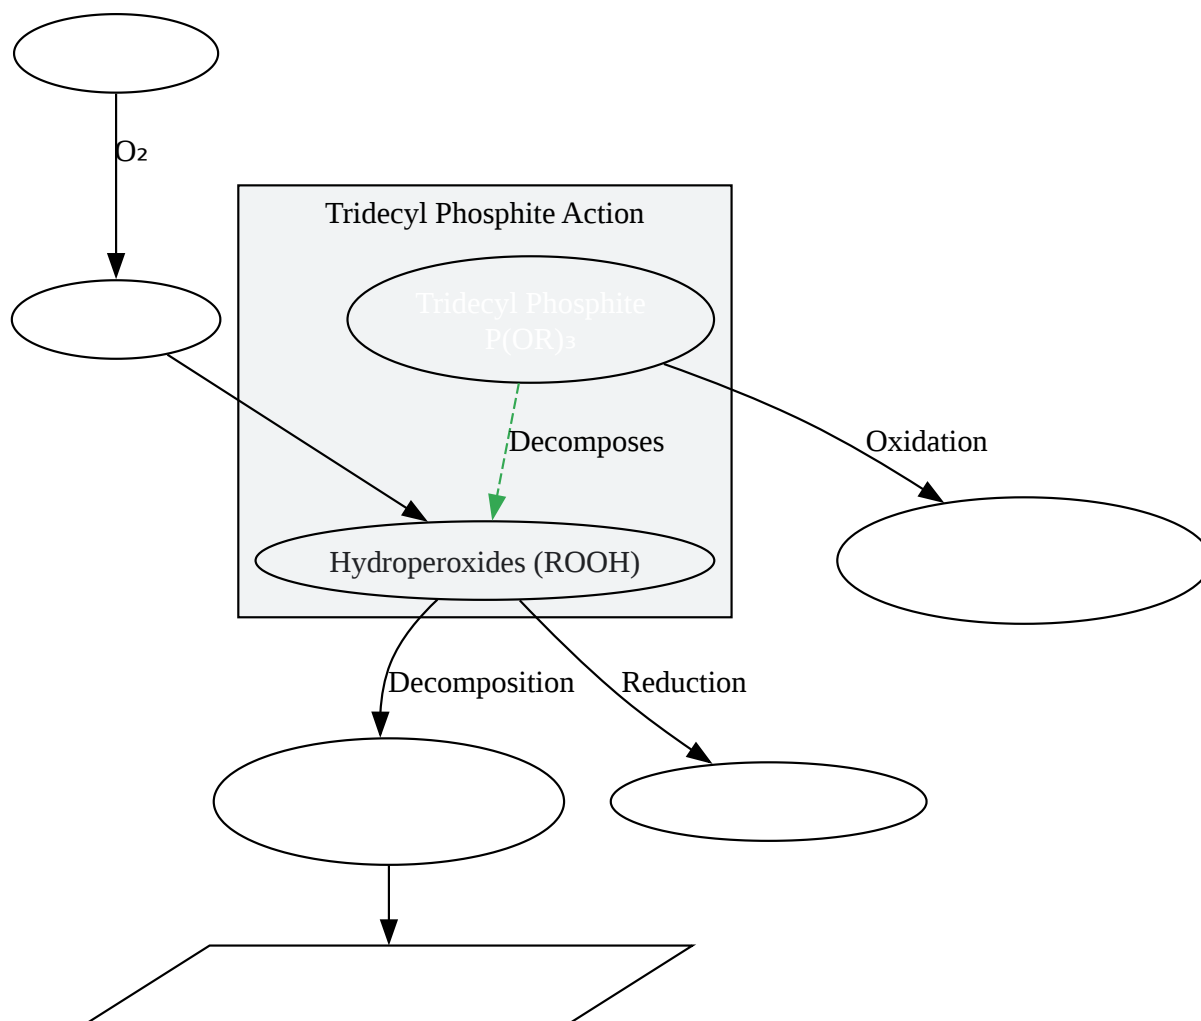 O₂
Tridecyl Phosphite Action
Tridecyl Phosphite
P(OR)₃
Decomposes
Oxidation
Hydroperoxides (ROOH)
Decomposition
Reduction